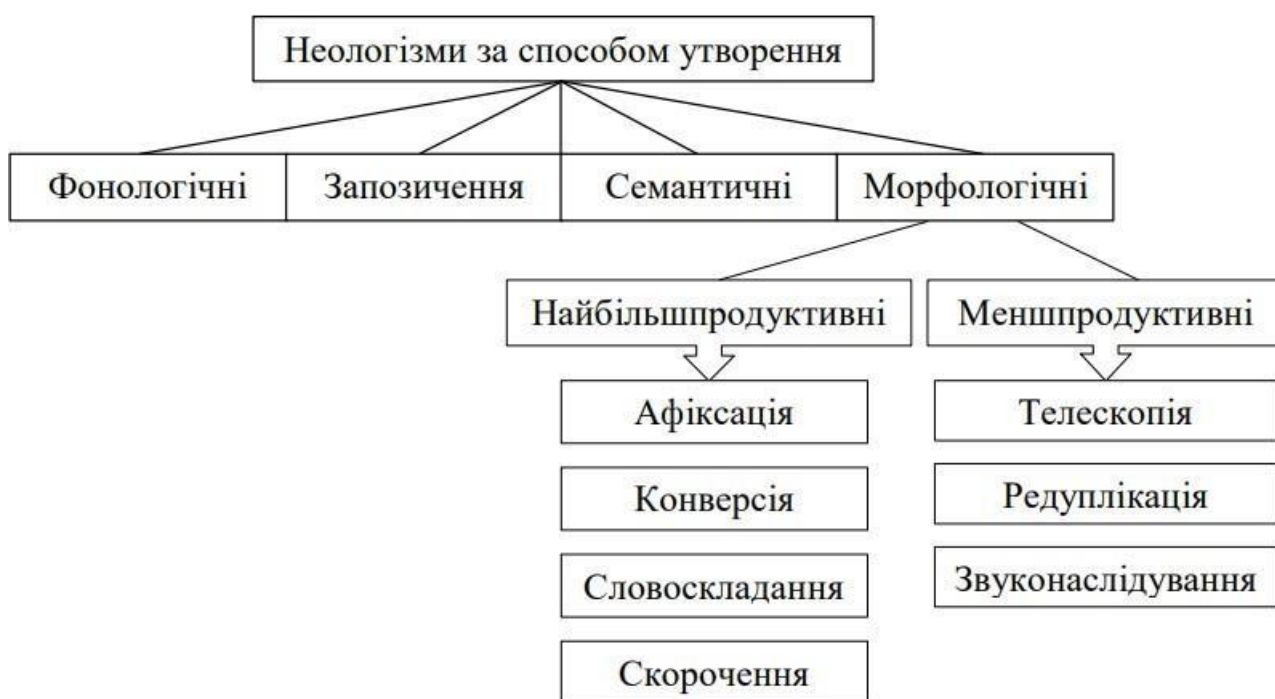 Неологізми за способом утворення
Фонологічні
Запозичення
Семантичні
Морфологічні
Найбільшпродуктивні
Меншпродуктивні
Афіксація
Телескопія
Конверсія
Редуплікація
Словоскладання
Звуконаслідування
Скорочення